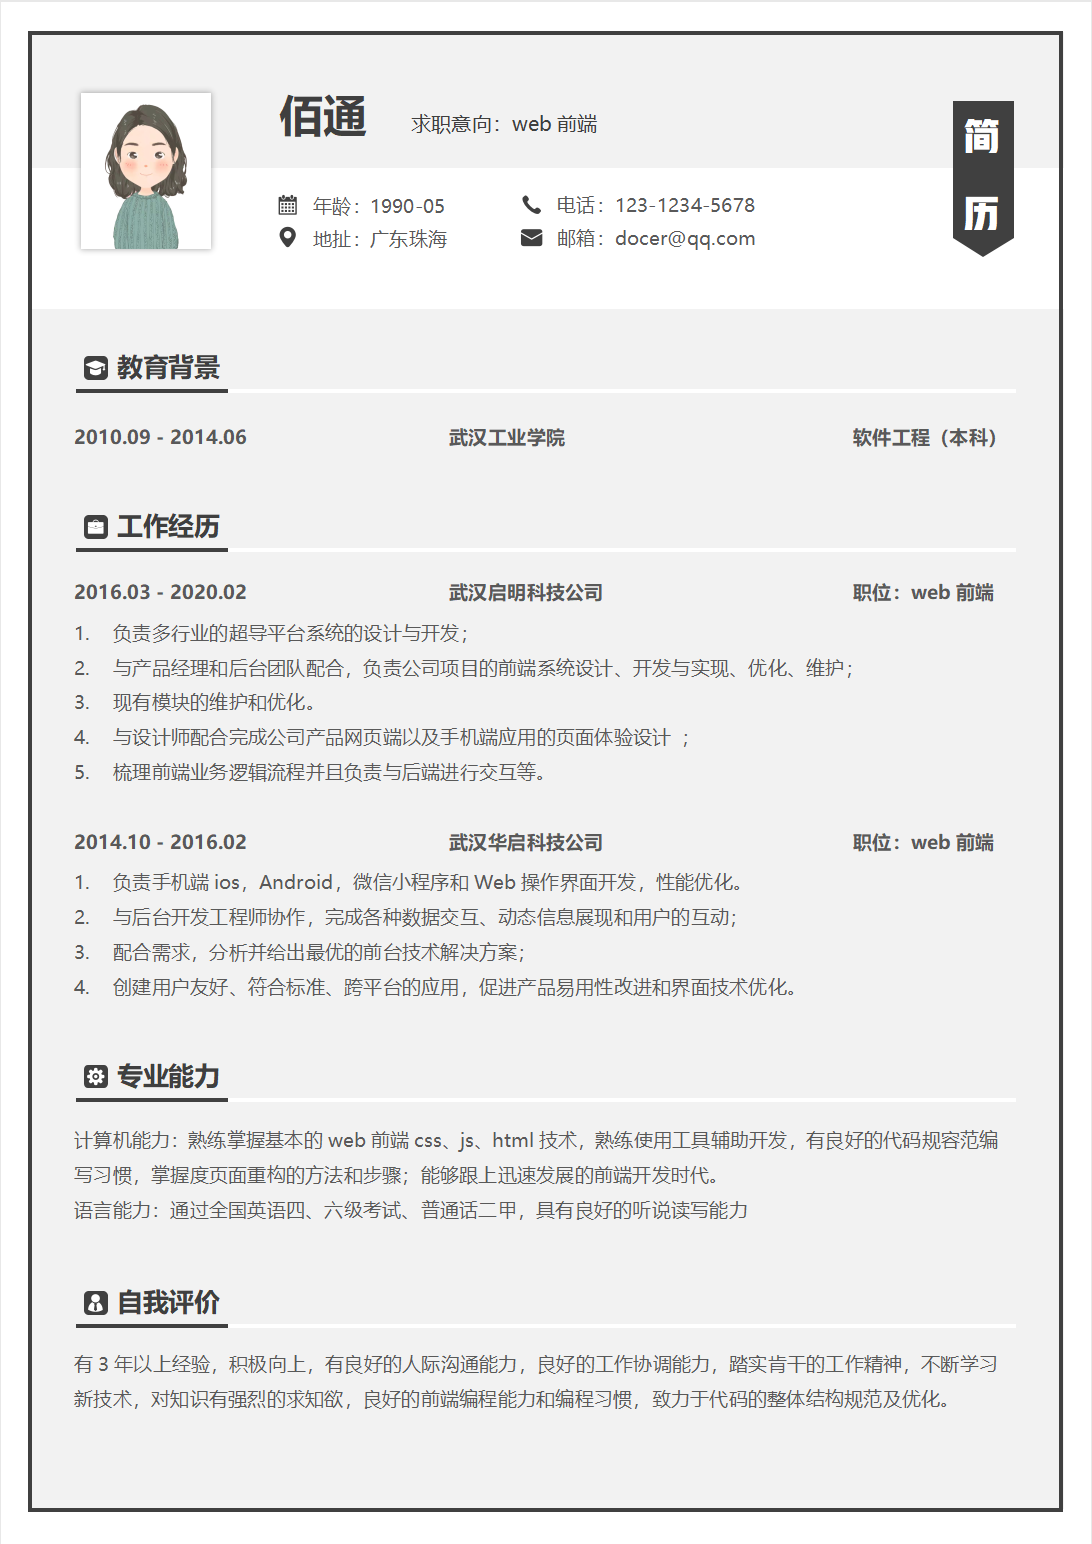 佰通
求职意向：web 前端
简
历
年龄：1990-05
电话：123-1234-5678
地扯：广东珠海
邮箱：docer@qq.com
教育背景
2010.09 - 2014.06 武汉工业学院 软件工程（本科）
工作经历
2016.03 - 2020.02 武汉启明科技公司 职位：web 前端
1. 负责多行业的超导平台系统的设计与开发；
2. 与产品经理和后台团队配合，负责公司项目的前端系统设计、开发与实现、优化、维护；
3. 现有模块的维护和优化。
4. 与设计师配合完成公司产品网页端以及手机端应用的页面体验设计 ；
5. 梳理前端业务逻辑流程并且负责与后端进行交互等。
2014.10 - 2016.02 武汉华启科技公司 职位：web 前端
1. 负责手机端 ios，Android，微信小程序和 Web 操作界面开发，性能优化。
2. 与后台开发工程师协作，完成各种数据交互、动态信息展现和用户的互动；
3. 配合需求，分析并给出最优的前台技术解决方案；
4. 创建用户友好、符合标准、跨平台的应用，促进产品易用性改进和界面技术优化。
专业能力
计算机能力：熟练掌握基本的 web 前端 css、js、html 技术，熟练使用工具辅助开发，有良好的代码规容范编
写习惯，掌握度页面重构的方法和步骤；能够跟上迅速发展的前端开发时代。
语言能力：通过全国英语四、六级考试、普通话二甲，具有良好的听说读写能力
自我评价
有 3 年以上经验，积极向上，有良好的人际沟通能力，良好的工作协调能力，踏实肯干的工作精神，不断学习
新技术，对知识有强烈的求知欲，良好的前端编程能力和编程习惯，致力于代码的整体结构规范及优化。